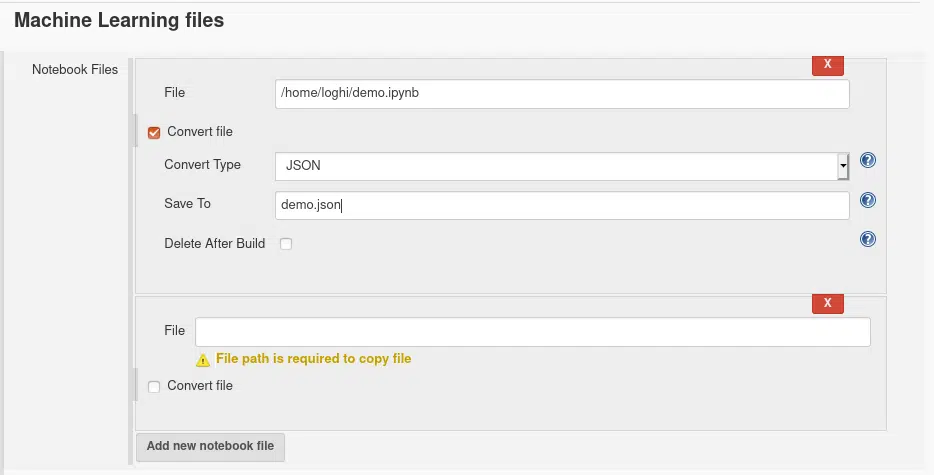 Machine Learning files
Notebook Files
X
File /home/loghi/demo.ipynb
Convert file
Convert Type JSON ?
Save To demo.json ?
Delete After Build ?
X
File
File path is required to copy file
Convert file
Add new notebook file